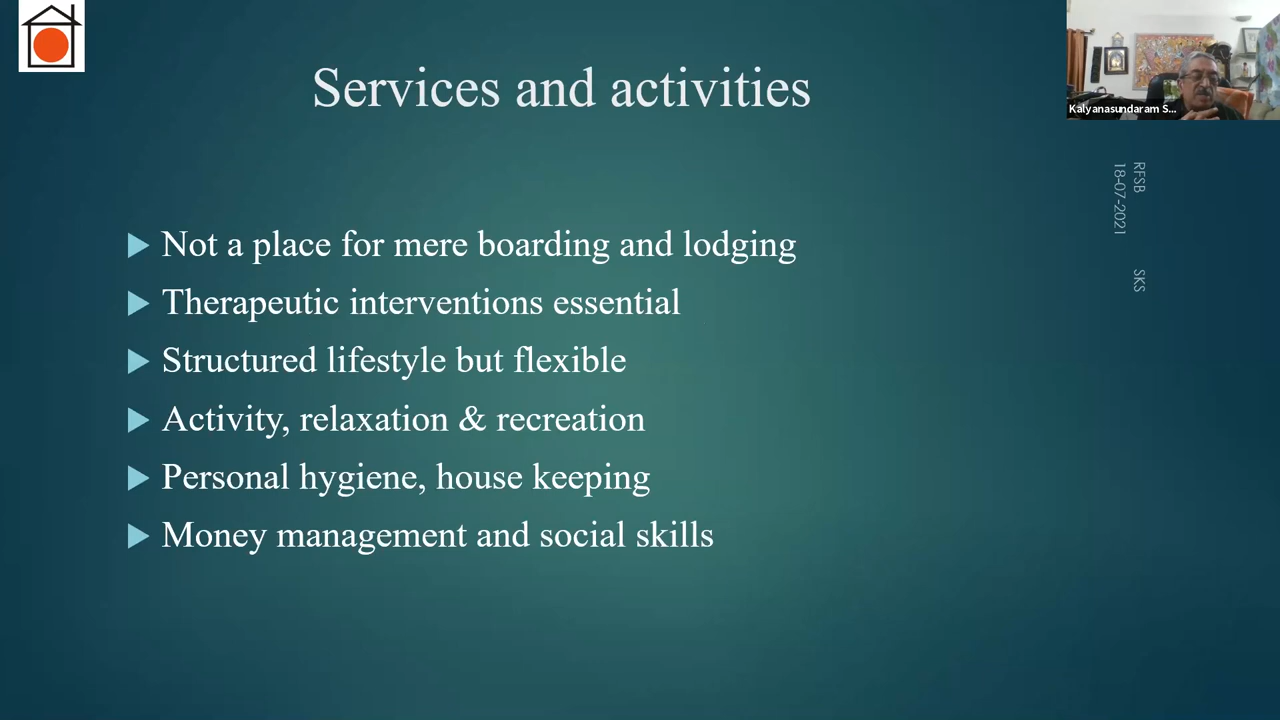 Services and activities
Not a place for mere boarding and lodging
Therapeutic interventions essential
Structured lifestyle but flexible
Activity, relaxation & recreation
Personal hygiene, house keeping
Money management and social skills
Kalyanasundaram S...
RFSB SKS
18-07-2021